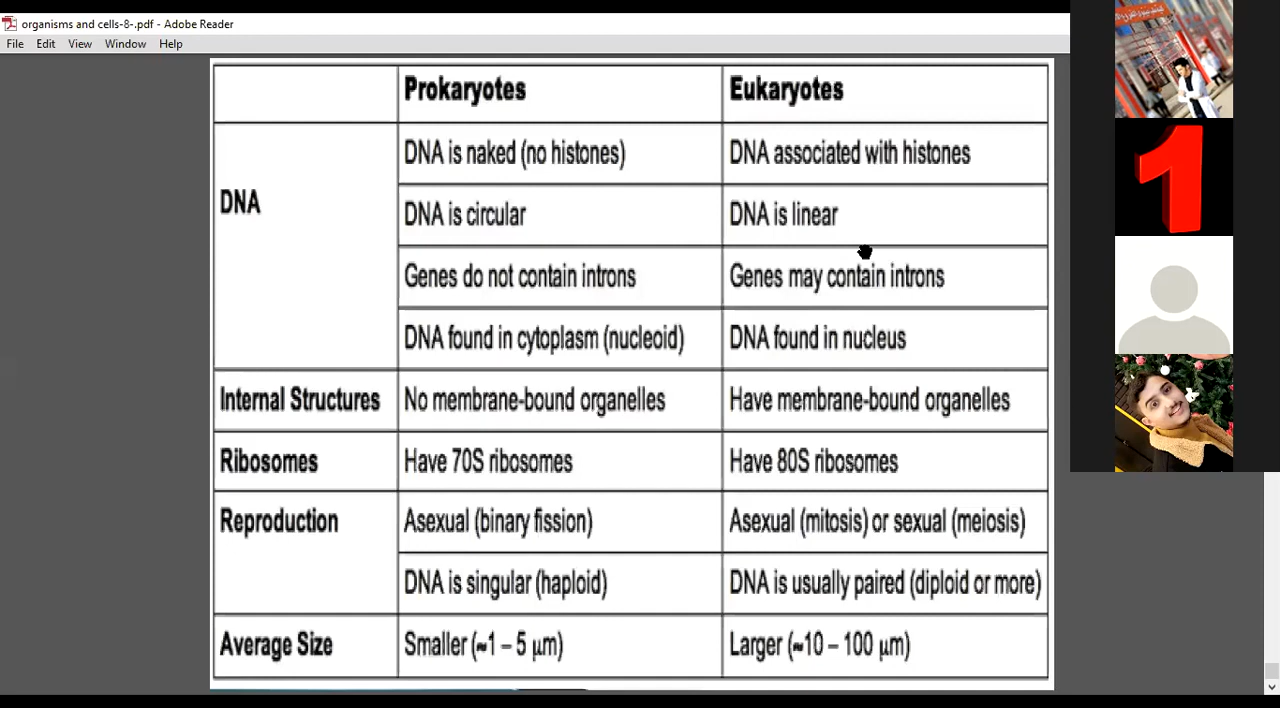 organisms and cells-8-.pdf - Adobe Reader
File Edit View Window Help
Prokaryotes Eukaryotes
DNA
DNA is naked (no histones) DNA associated with histones
DNA is circular DNA is linear
Genes do not contain introns Genes may contain introns
DNA found in cytoplasm (nucleoid) DNA found in nucleus
Internal Structures No membrane-bound organelles Have membrane-bound organelles
Ribosomes Have 70S ribosomes Have 80S ribosomes
Reproduction Asexual (binary fission) Asexual (mitosis) or sexual (meiosis)
DNA is singular (haploid) DNA is usually paired (diploid or more)
Average Size Smaller (≈1 – 5 µm) Larger (≈10 – 100 µm)
1